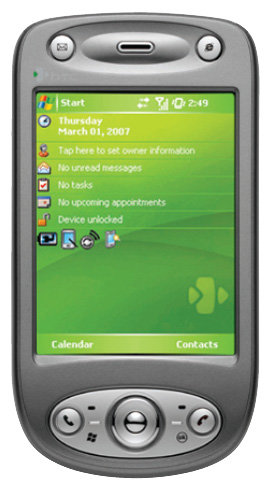 Start 2:49
Thursday
March 01, 2007
Tap here to set owner information
No unread messages
No tasks
No upcoming appointments
Device unlocked
Calendar Contacts
ok